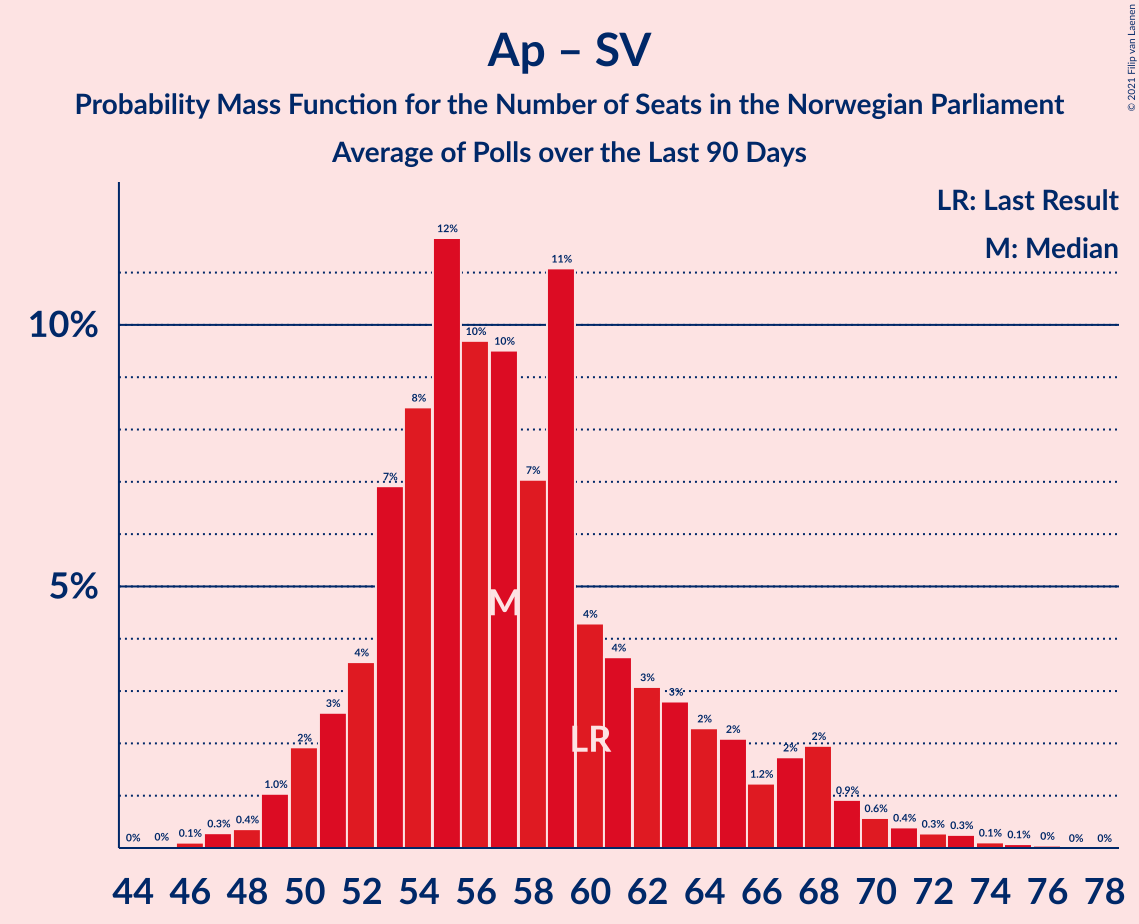 Ap – SV
Probability Mass Function for the Number of Seats in the Norwegian Parliament
Average of Polls over the Last 90 Days
© 2021 Filip van Laenen
LR: Last Result
M: Median
10%
5%
0% 0% 0.1% 0.3% 0.4% 1.0% 2% 3% 4% 7% 8% 12% 10% 10% 7% 11% 4% 4% 3% 3% 2% 2% 1.2% 2% 2% 0.9% 0.6% 0.4% 0.3% 0.3% 0.1% 0.1% 0% 0% 0%
M
LR
44 46 48 50 52 54 56 58 60 62 64 66 68 70 72 74 76 78